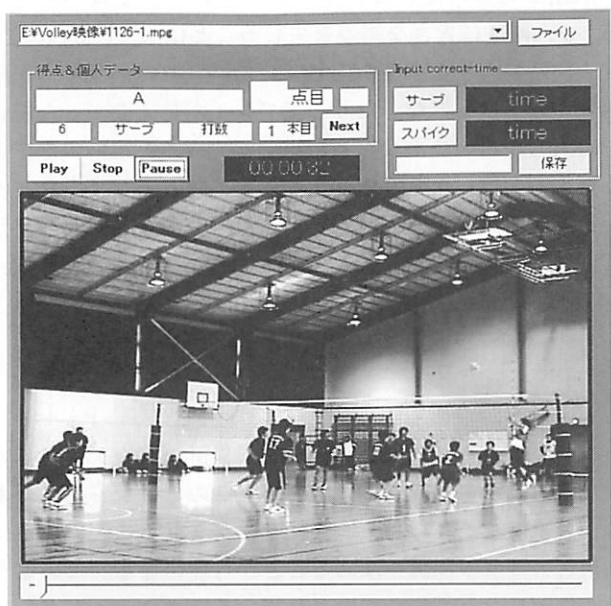 E:¥Volley映像¥1126-1.mpg ファイル
得点&個人データ
A 点目
6 サーブ 打数 1 本目 Next
Input correct-time
サーブ time
スパイク time
保存
Play Stop Pause 00:00:32